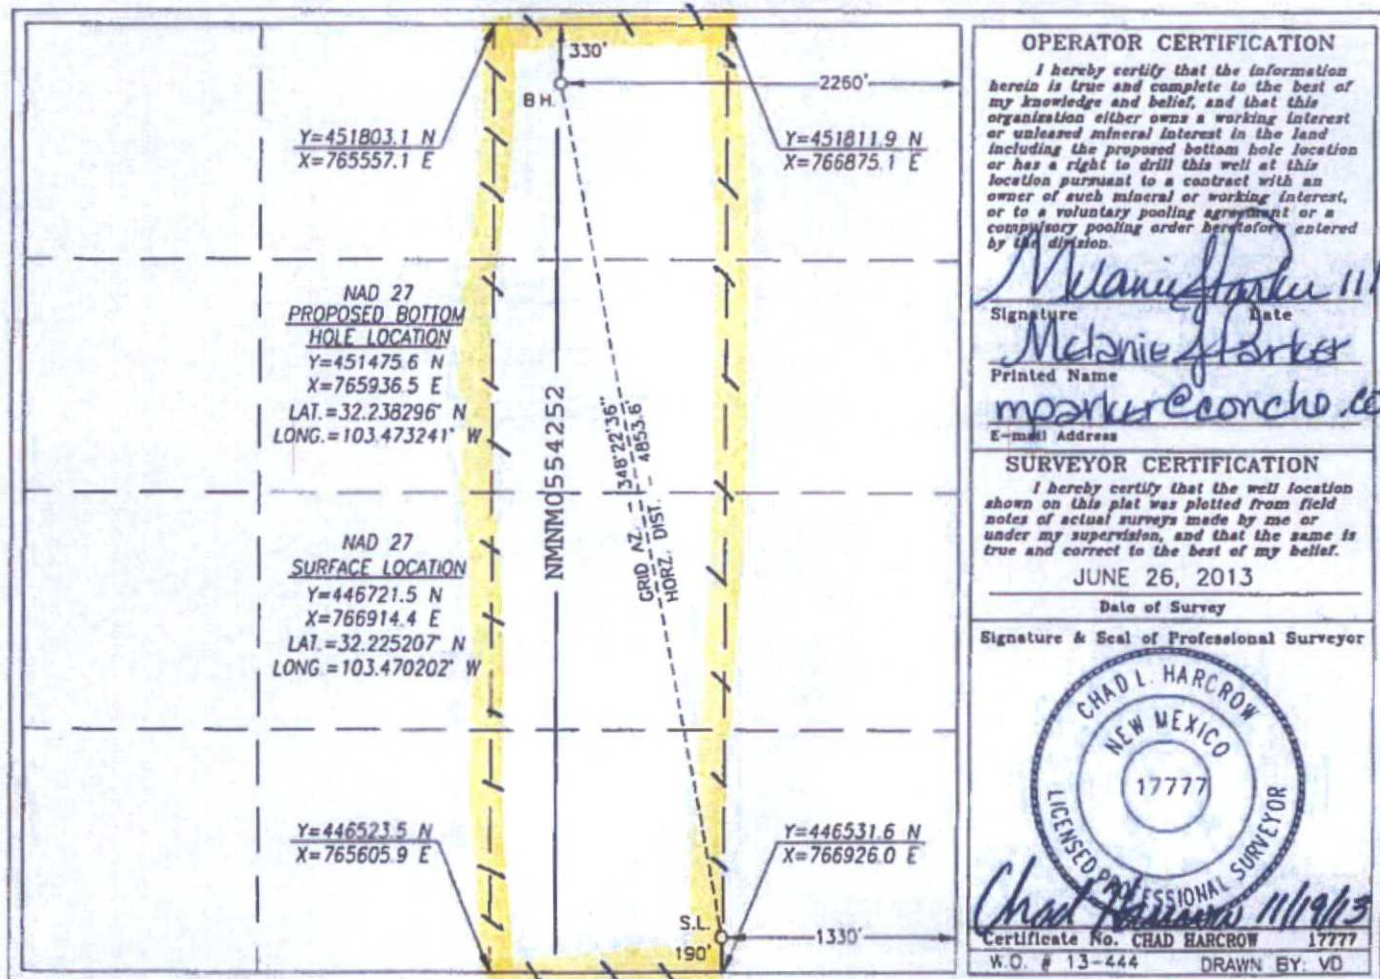 330'
2260'
B.H.
Y=451803.1 N
X=765557.1 E
Y=451811.9 N
X=766875.1 E
NAD 27
PROPOSED BOTTOM
HOLE LOCATION
Y=451475.6 N
X=765936.5 E
LAT.=32.238296° N
LONG.=103.473241° W
NMNM0554252
GRID AZ. 348°22'36"
HORZ. DIST. 4853.6'
NAD 27
SURFACE LOCATION
Y=446721.5 N
X=766914.4 E
LAT.=32.225207° N
LONG.=103.470202° W
Y=446523.5 N
X=765605.9 E
Y=446531.6 N
X=766926.0 E
S.L.
190'
1330'
OPERATOR CERTIFICATION
I hereby certify that the information
herein is true and complete to the best of
my knowledge and belief, and that this
organization either owns a working interest
or unleased mineral interest in the land
including the proposed bottom hole location
or has a right to drill this well at this
location pursuant to a contract with an
owner of such mineral or working interest,
or to a voluntary pooling agreement or a
compulsory pooling order heretofore entered
by the division.
Melanie J Parker 11/
Signature Date
Melanie J Parker
Printed Name
mparker@concho.co
E-mail Address
SURVEYOR CERTIFICATION
I hereby certify that the well location
shown on this plat was plotted from field
notes of actual surveys made by me or
under my supervision, and that the same is
true and correct to the best of my belief.
JUNE 26, 2013
Date of Survey
Signature & Seal of Professional Surveyor
CHAD L. HARCROW
NEW MEXICO
17777
LICENSED PROFESSIONAL SURVEYOR
Chad Harcrow 11/19/13
Certificate No. CHAD HARCROW 17777
W.O. # 13-444 DRAWN BY: VD